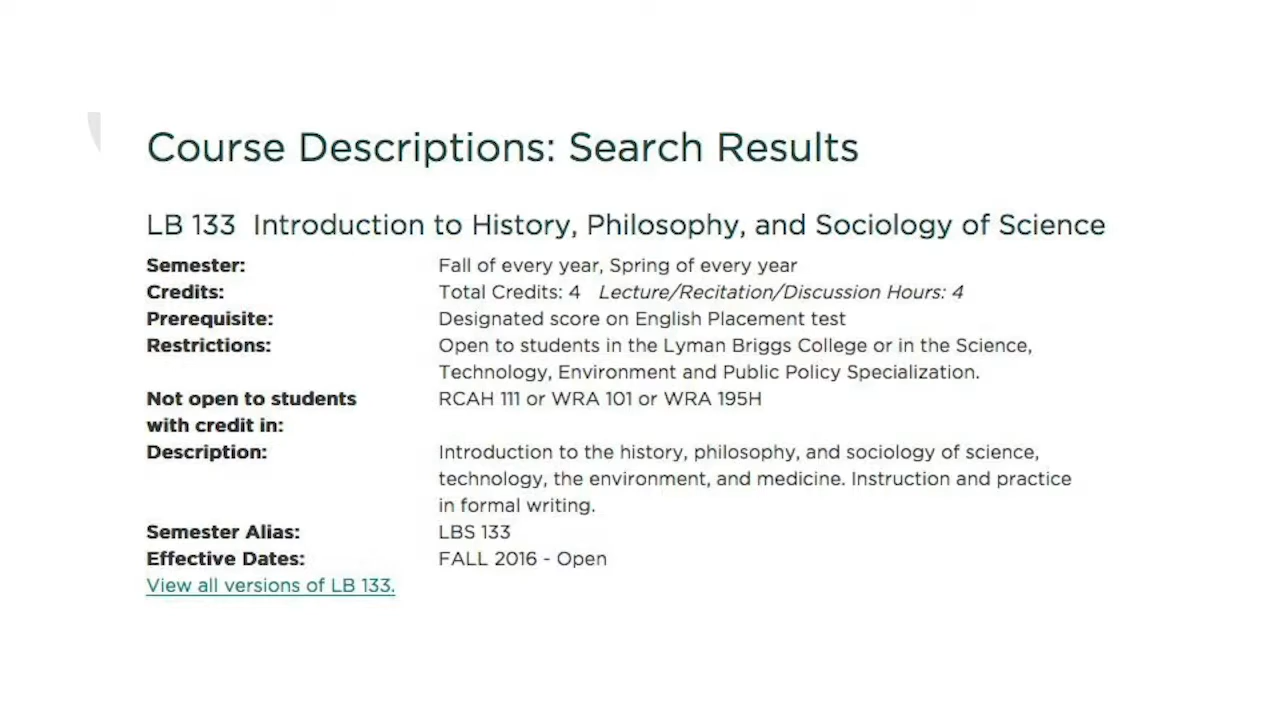 Course Descriptions: Search Results
LB 133 Introduction to History, Philosophy, and Sociology of Science
Semester: Fall of every year, Spring of every year
Credits: Total Credits: 4 Lecture/Recitation/Discussion Hours: 4
Prerequisite: Designated score on English Placement test
Restrictions: Open to students in the Lyman Briggs College or in the Science,
Technology, Environment and Public Policy Specialization.
Not open to students RCAH 111 or WRA 101 or WRA 195H
with credit in:
Description: Introduction to the history, philosophy, and sociology of science,
technology, the environment, and medicine. Instruction and practice
in formal writing.
Semester Alias: LBS 133
Effective Dates: FALL 2016 - Open
View all versions of LB 133.